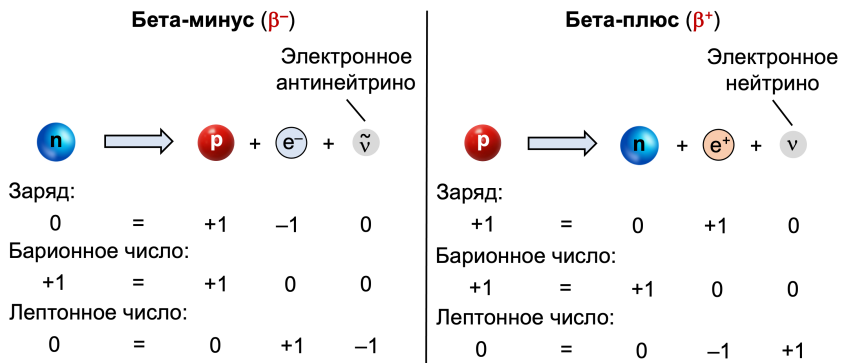 Бета-минус (β–)
Электронное
антинейтрино
n p + e– + ν̃
Заряд:
0 = +1 –1 0
Барионное число:
+1 = +1 0 0
Лептонное число:
0 = 0 +1 –1
Бета-плюс (β+)
Электронное
нейтрино
p n + e+ + ν
Заряд:
+1 = 0 +1 0
Барионное число:
+1 = +1 0 0
Лептонное число:
0 = 0 –1 +1